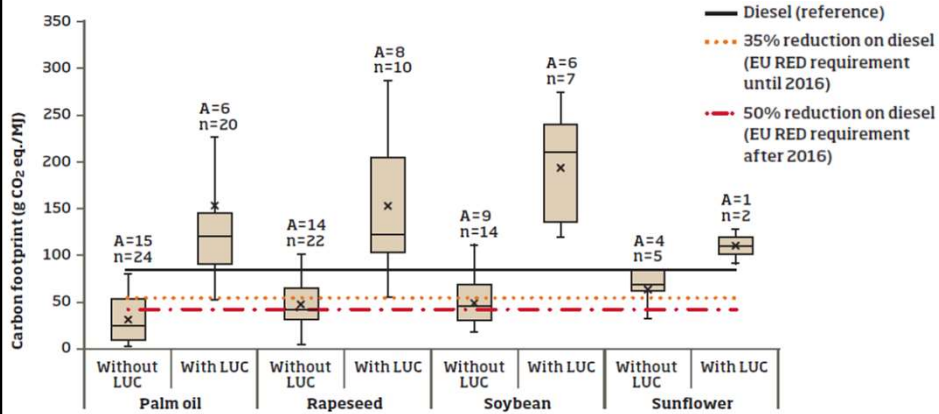 Carbon footprint (g CO₂ eq./MJ)
350
300
250
200
150
100
50
0
A=15
n=24
A=6
n=20
A=14
n=22
A=8
n=10
A=9
n=14
A=6
n=7
A=4
n=5
A=1
n=2
Diesel (reference)
35% reduction on diesel
(EU RED requirement
until 2016)
50% reduction on diesel
(EU RED requirement
after 2016)
Without
LUC
With LUC
Without
LUC
With LUC
Without
LUC
With LUC
Without
LUC
With LUC
Palm oil
Rapeseed
Soybean
Sunflower